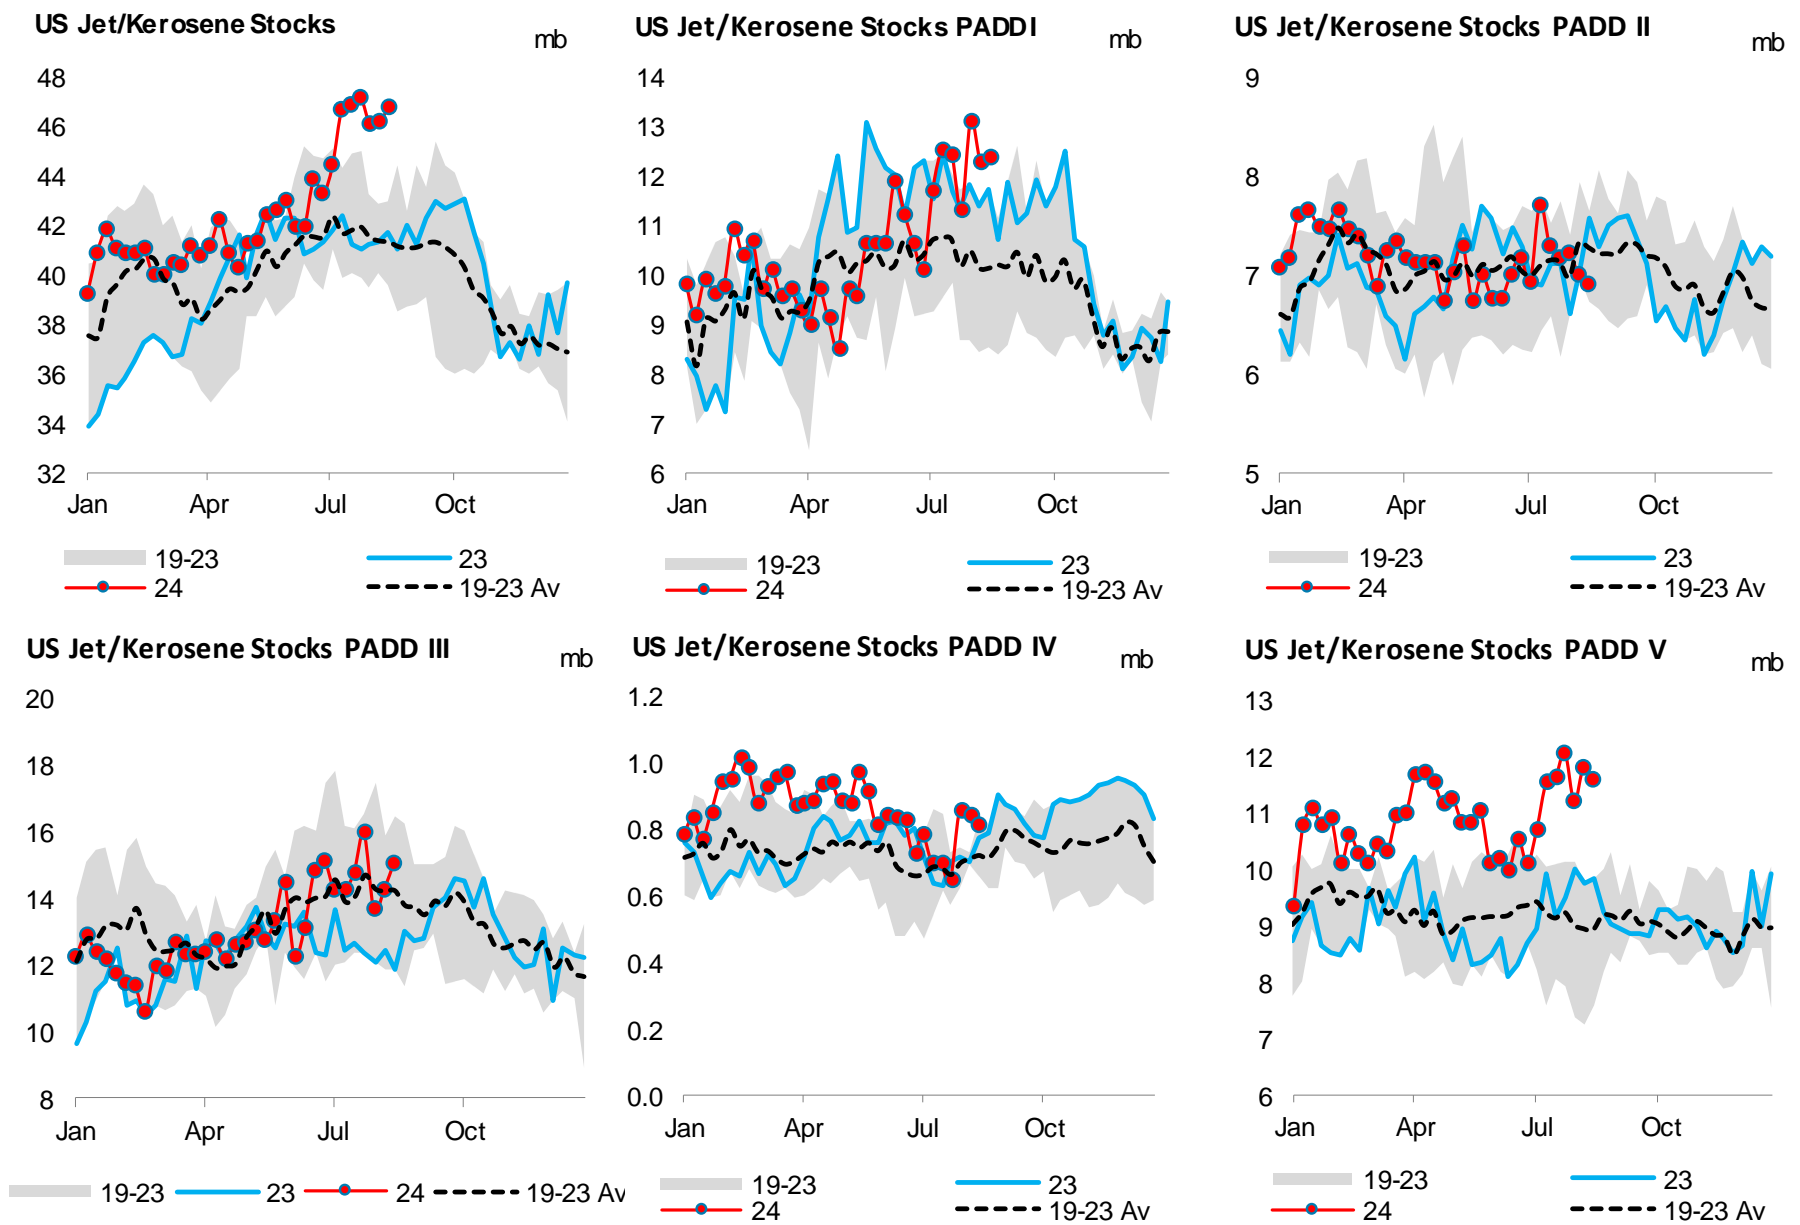 US Jet/Kerosene Stocks
mb
48
46
44
42
40
38
36
34
32
Jan Apr Jul Oct
19-23 23
24 19-23 Av
US Jet/Kerosene Stocks PADD I
mb
14
13
12
11
10
9
8
7
6
Jan Apr Jul Oct
19-23 23
24 19-23 Av
US Jet/Kerosene Stocks PADD II
mb
9
8
7
6
5
Jan Apr Jul Oct
19-23 23
24 19-23 Av
US Jet/Kerosene Stocks PADD III
mb
20
18
16
14
12
10
8
Jan Apr Jul Oct
19-23 23 24 19-23 Av
US Jet/Kerosene Stocks PADD IV
mb
1.2
1.0
0.8
0.6
0.4
0.2
0.0
Jan Apr Jul Oct
19-23 23
24 19-23 Av
US Jet/Kerosene Stocks PADD V
mb
13
12
11
10
9
8
7
6
Jan Apr Jul Oct
19-23 23
24 19-23 Av